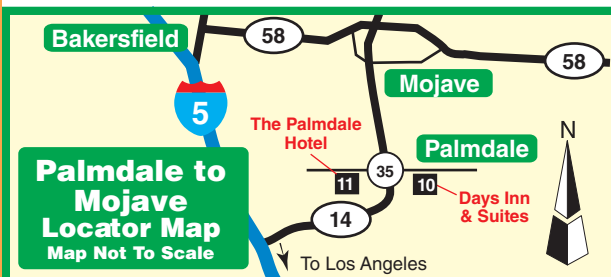 Bakersfield
58
58
Mojave
5
The Palmdale
Hotel
N
Palmdale
35
11
10
Days Inn
& Suites
Palmdale to
Mojave
Locator Map
Map Not To Scale
14
To Los Angeles